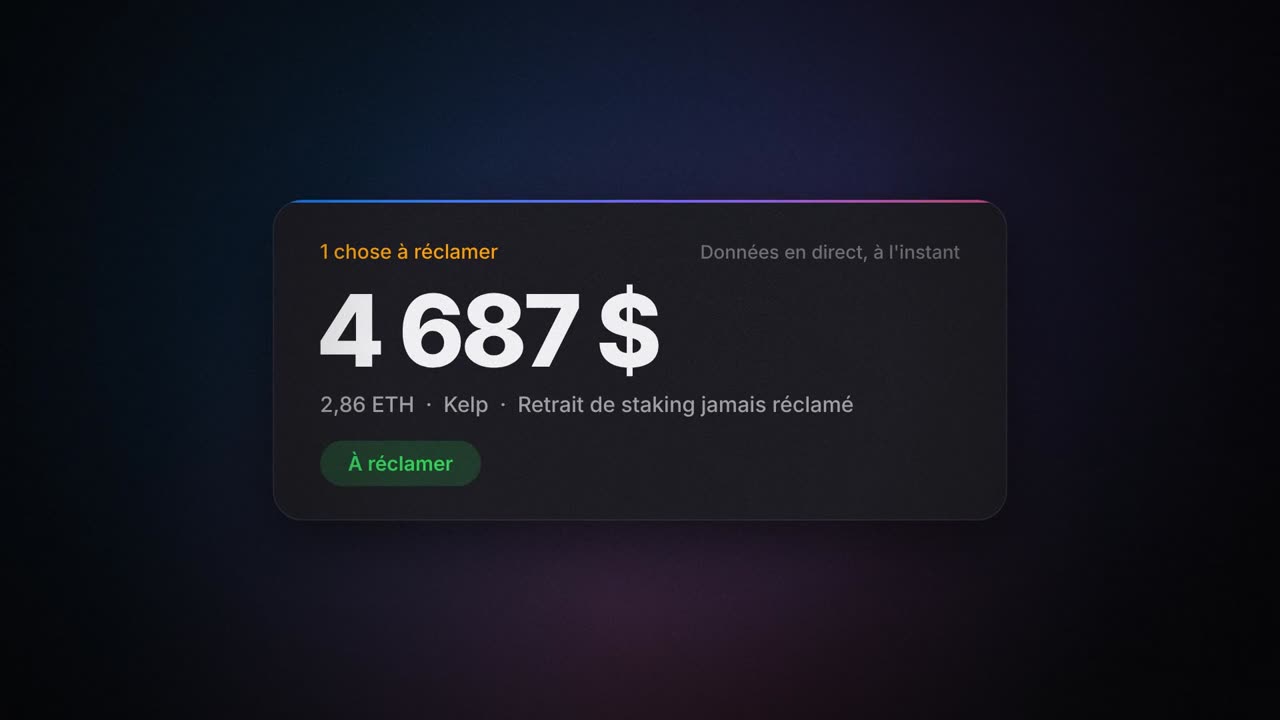 1 chose à réclamer
Données en direct, à l'instant
4 687 $
2,86 ETH · Kelp · Retrait de staking jamais réclamé
À réclamer